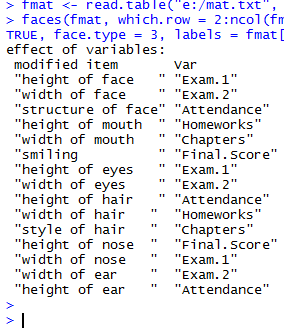 > fmat <- read.table("e:/mat.txt",
> faces(fmat, which.row = 2:ncol(fm
TRUE, face.type = 3, labels = fmat[
effect of variables:
 modified item       Var
 "height of face   " "Exam.1"
 "width of face    " "Exam.2"
 "structure of face" "Attendance"
 "height of mouth  " "Homeworks"
 "width of mouth   " "Chapters"
 "smiling          " "Final.Score"
 "height of eyes   " "Exam.1"
 "width of eyes    " "Exam.2"
 "height of hair   " "Attendance"
 "width of hair   "  "Homeworks"
 "style of hair   "  "Chapters"
 "height of nose  "  "Final.Score"
 "width of nose   "  "Exam.1"
 "width of ear    "  "Exam.2"
 "height of ear   "  "Attendance"
>
>